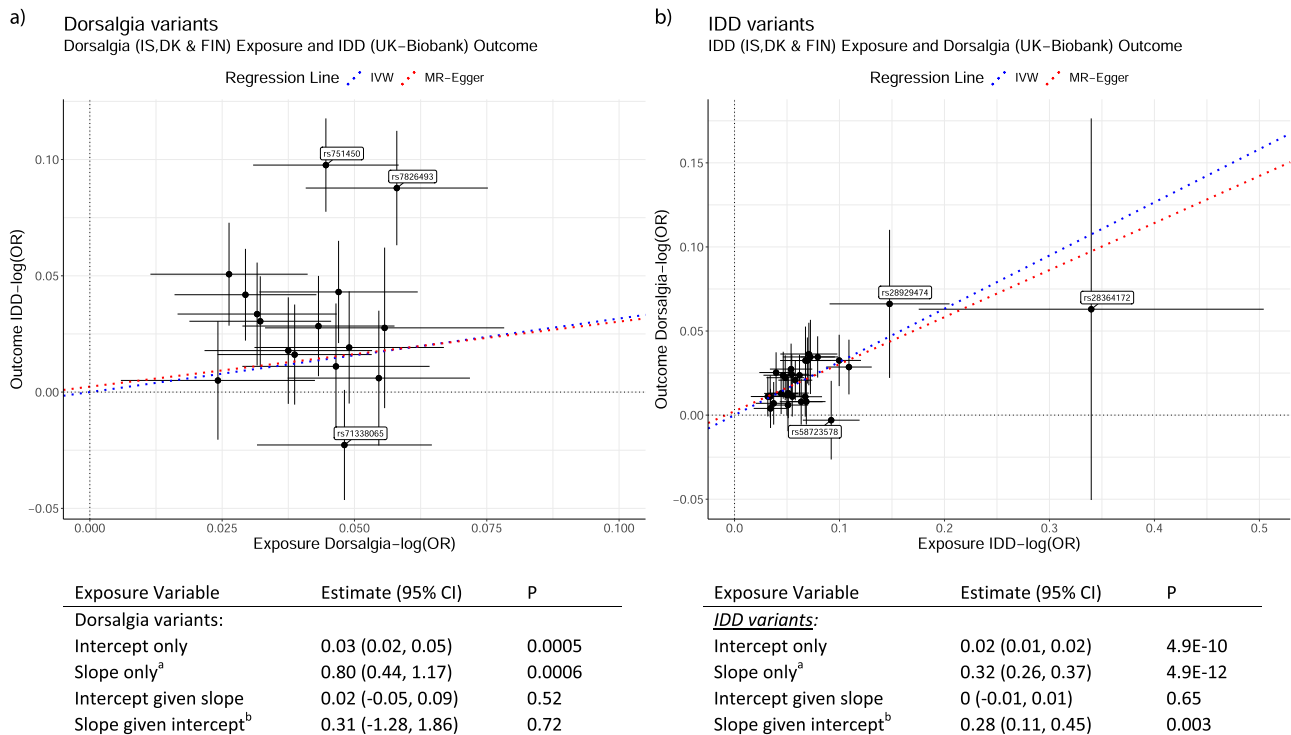 a)
Dorsalgia variants
Dorsalgia (IS,DK & FIN) Exposure and IDD (UK−Biobank) Outcome
Regression Line IVW MR−Egger
Outcome IDD−log(OR)
0.10
0.05
0.00
−0.05
rs751450
rs7826493
rs71338065
0.000 0.025 0.050 0.075 0.100
Exposure Dorsalgia−log(OR)
Exposure Variable Estimate (95% CI) P
Dorsalgia variants:
Intercept only 0.03 (0.02, 0.05) 0.0005
Slope onlyᵃ 0.80 (0.44, 1.17) 0.0006
Intercept given slope 0.02 (-0.05, 0.09) 0.52
Slope given interceptᵇ 0.31 (-1.28, 1.86) 0.72
b)
IDD variants
IDD (IS,DK & FIN) Exposure and Dorsalgia (UK−Biobank) Outcome
Regression Line IVW MR−Egger
Outcome Dorsalgia−log(OR)
0.15
0.10
0.05
0.00
−0.05
rs28929474
rs28364172
rs58723578
0.0 0.1 0.2 0.3 0.4 0.5
Exposure IDD−log(OR)
Exposure Variable Estimate (95% CI) P
IDD variants:
Intercept only 0.02 (0.01, 0.02) 4.9E-10
Slope onlyᵃ 0.32 (0.26, 0.37) 4.9E-12
Intercept given slope 0 (-0.01, 0.01) 0.65
Slope given interceptᵇ 0.28 (0.11, 0.45) 0.003